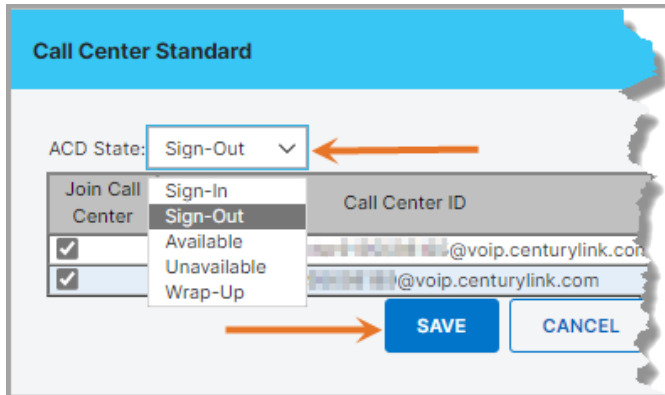 Call Center Standard
ACD State: Sign-Out
Join Call Center
Call Center ID
Sign-In
Sign-Out
Available
Unavailable
Wrap-Up
@voip.centurylink.com
@voip.centurylink.com
SAVE
CANCEL